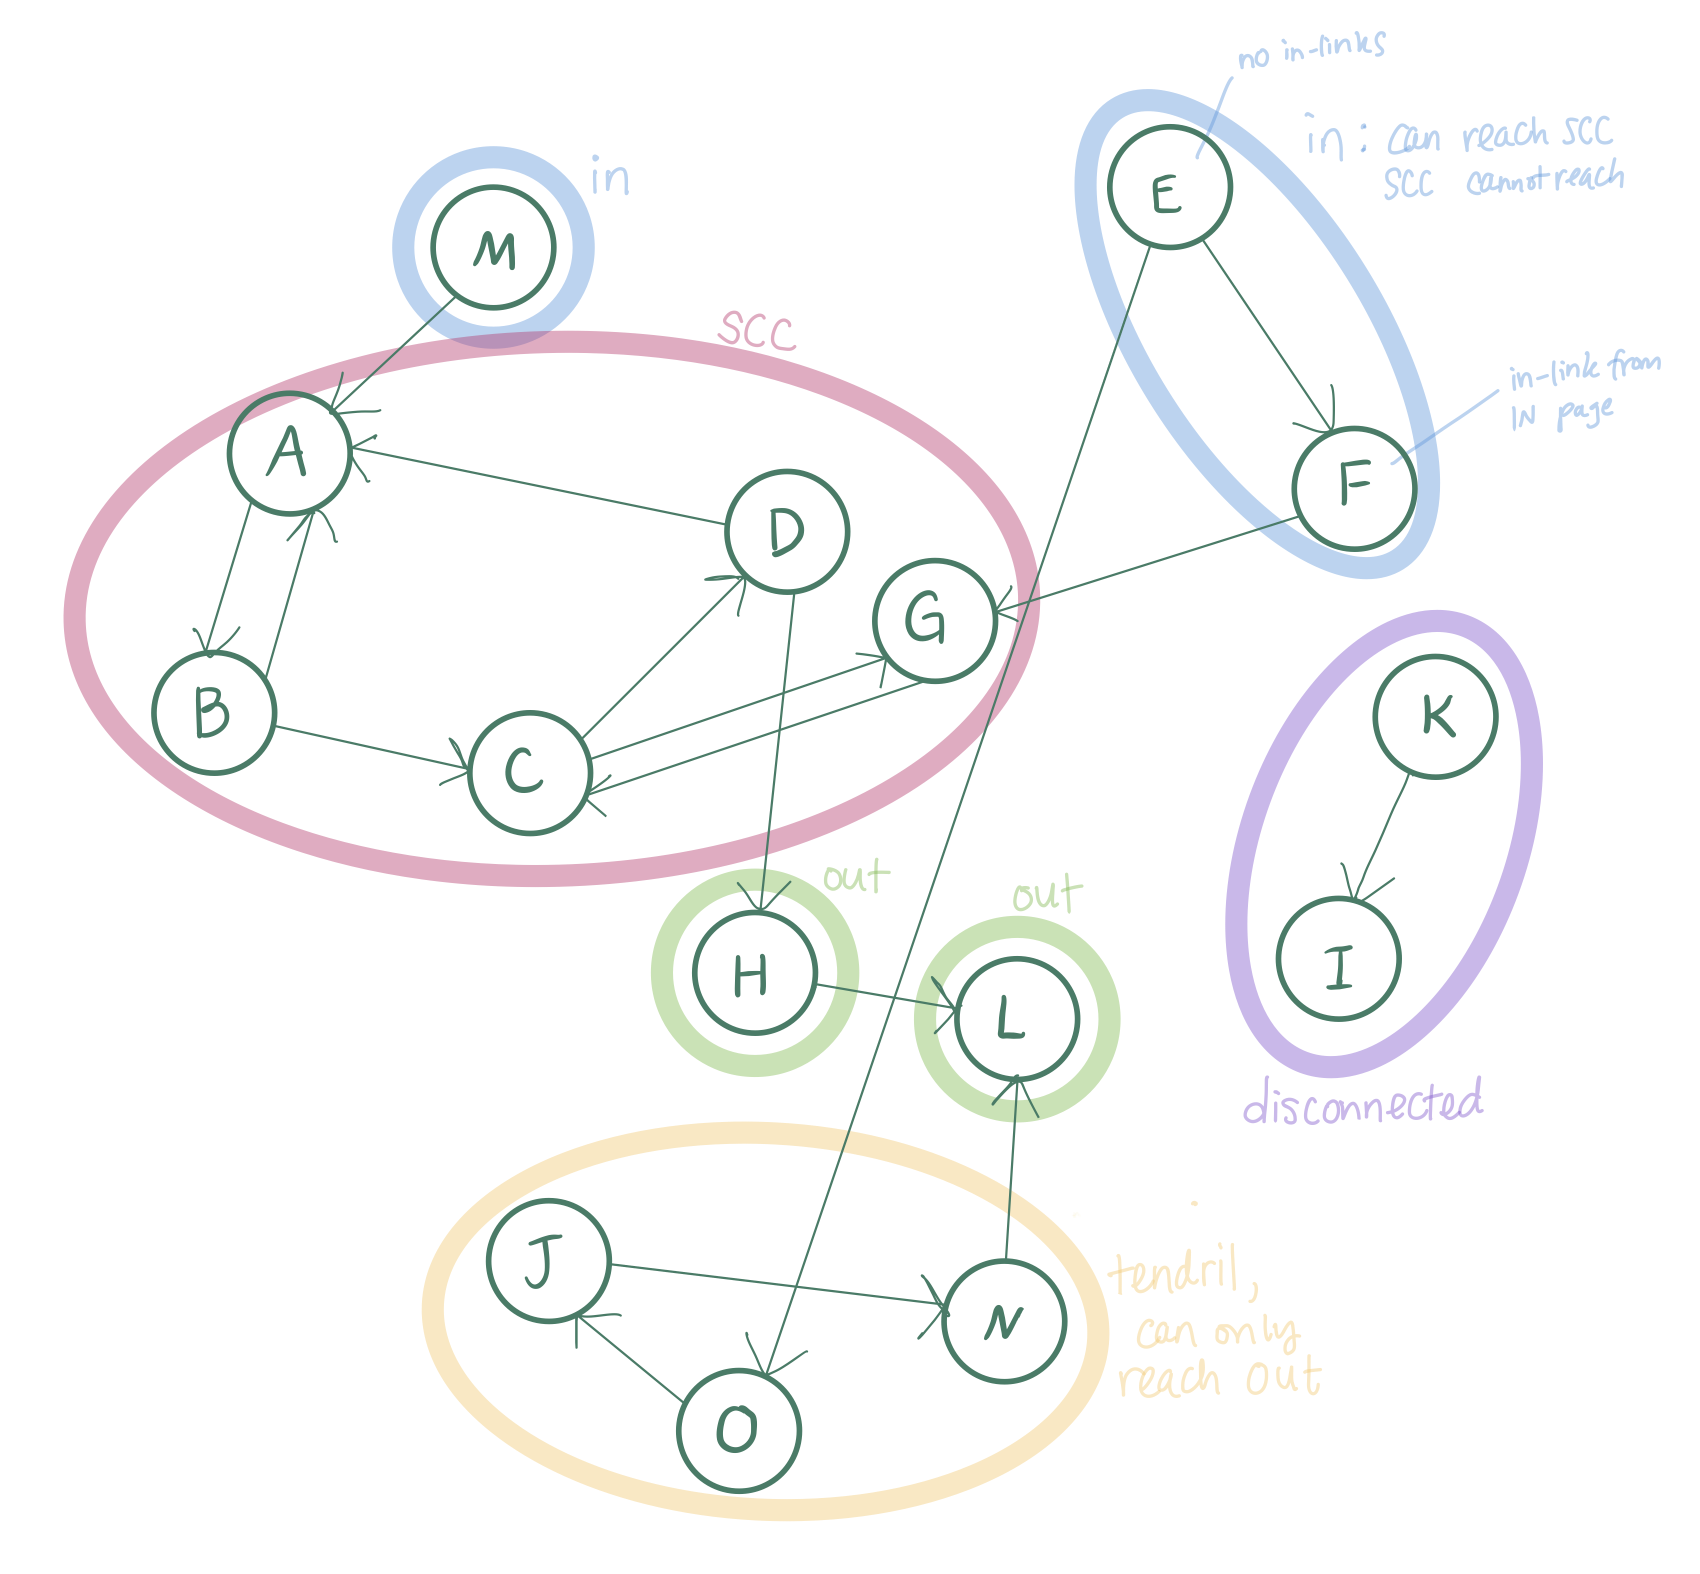 no in-links
in: can reach SCC
SCC cannot reach
E
in
M
SCC
in-link from
IN page
A
F
D
G
K
B
C
out
out
H
I
L
disconnected
J
tendril,
can only
reach out
N
O